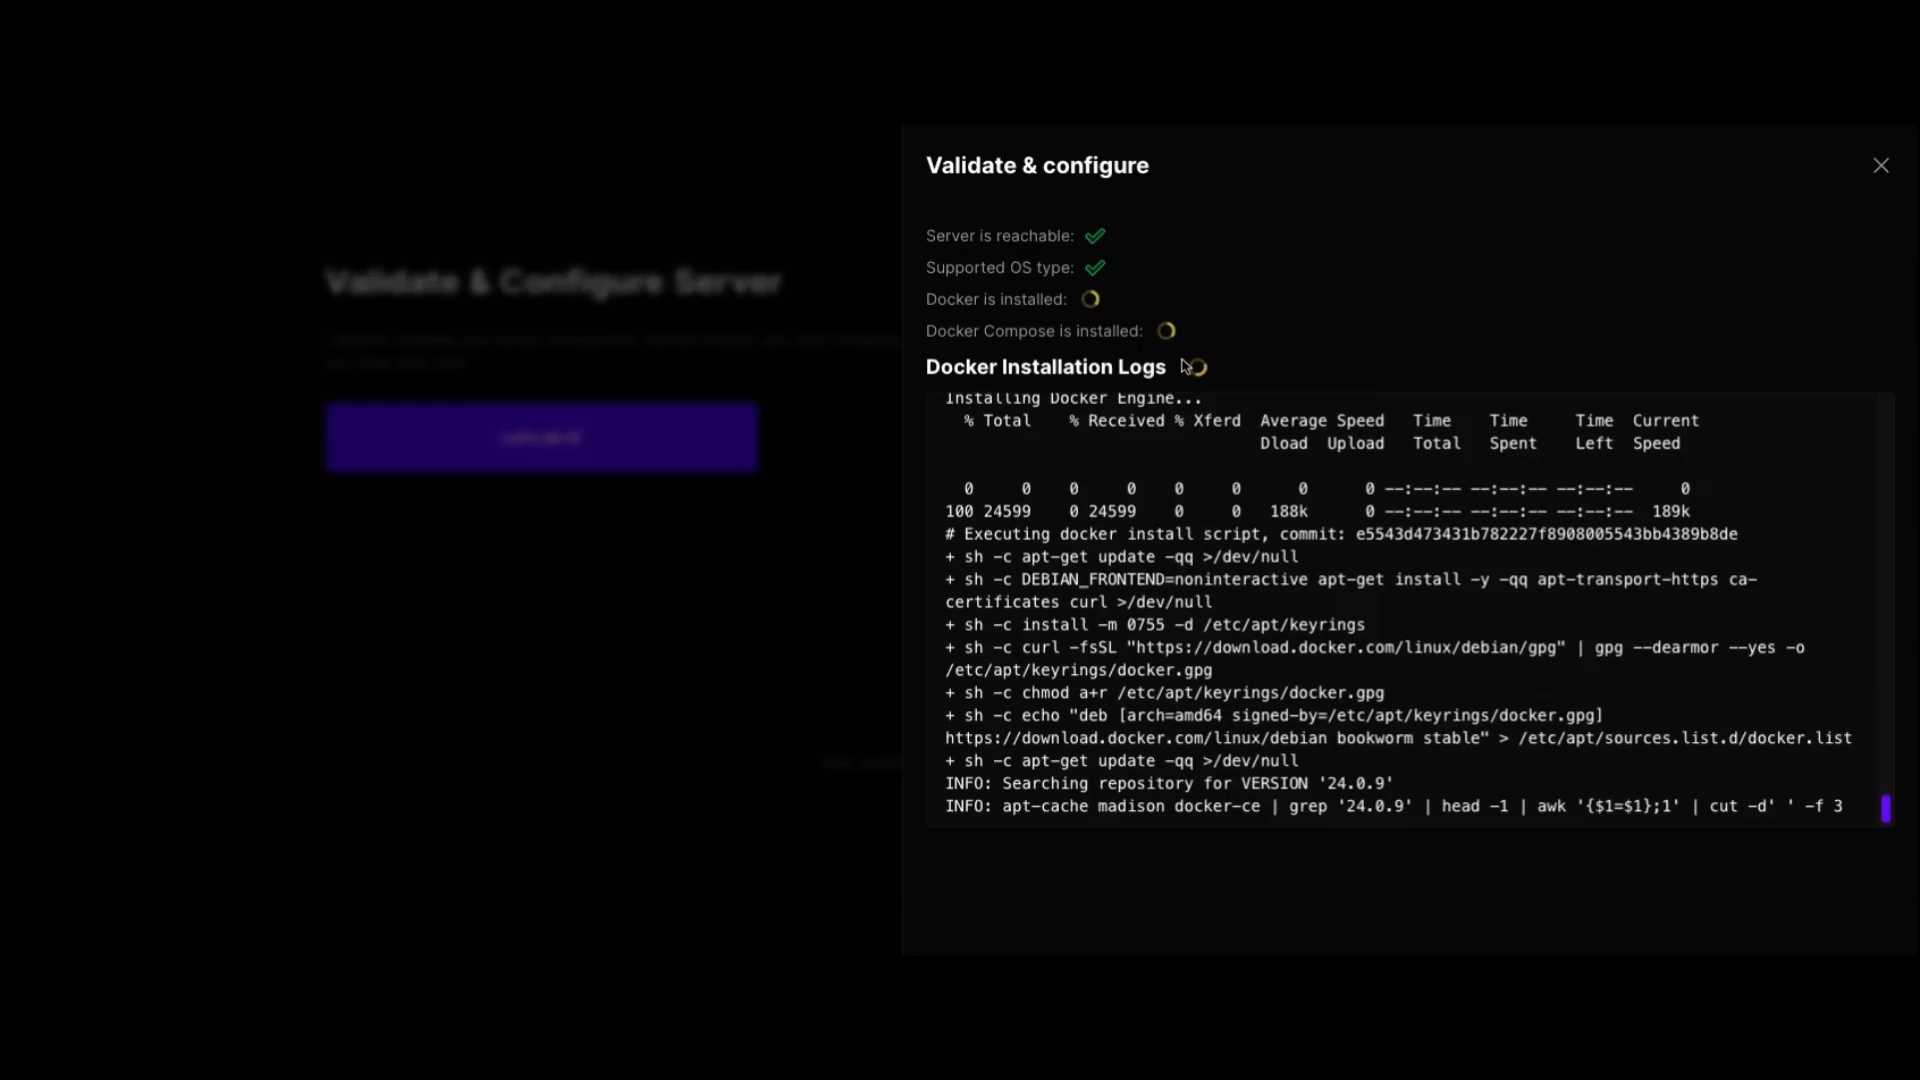 Validate & configure
Validate & Configure Server
Server is reachable:
Supported OS type:
Docker is installed:
Docker Compose is installed:
Docker Installation Logs
Installing Docker Engine...
% Total % Received % Xferd Average Speed Time Time Time Current
Dload Upload Total Spent Left Speed
0 0 0 0 0 0 0 0 --:--:-- --:--:-- --:--:-- 0
100 24599 0 24599 0 0 188k 0 --:--:-- --:--:-- --:--:-- 189k
# Executing docker install script, commit: e5543d473431b782227f8908005543bb4389b8de
+ sh -c apt-get update -qq >/dev/null
+ sh -c DEBIAN_FRONTEND=noninteractive apt-get install -y -qq apt-transport-https ca-
certificates curl >/dev/null
+ sh -c install -m 0755 -d /etc/apt/keyrings
+ sh -c curl -fsSL "https://download.docker.com/linux/debian/gpg" | gpg --dearmor --yes -o
/etc/apt/keyrings/docker.gpg
+ sh -c chmod a+r /etc/apt/keyrings/docker.gpg
+ sh -c echo "deb [arch=amd64 signed-by=/etc/apt/keyrings/docker.gpg]
https://download.docker.com/linux/debian bookworm stable" > /etc/apt/sources.list.d/docker.list
+ sh -c apt-get update -qq >/dev/null
INFO: Searching repository for VERSION '24.0.9'
INFO: apt-cache madison docker-ce | grep '24.0.9' | head -1 | awk '{$1=$1};1' | cut -d' ' -f 3